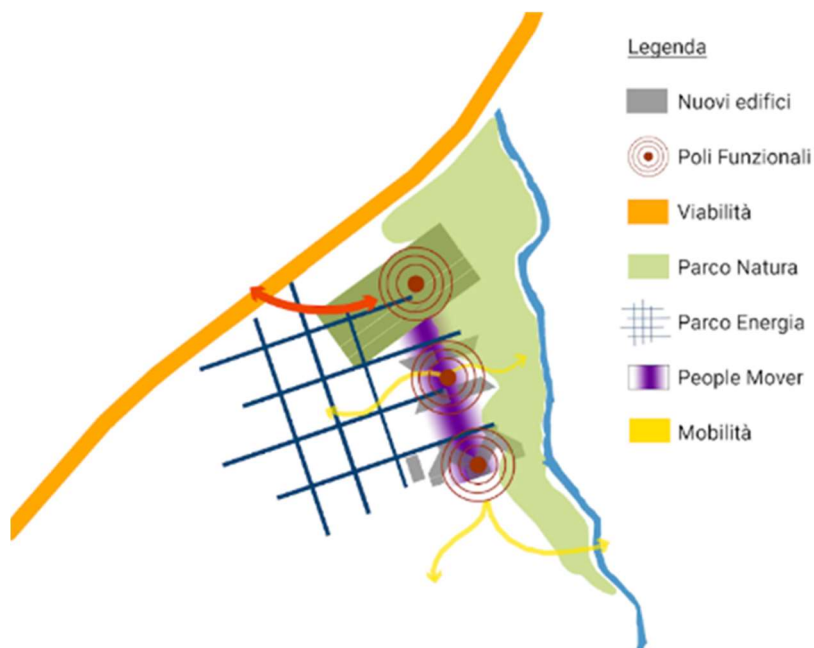 Legenda
Nuovi edifici
Poli Funzionali
Viabilità
Parco Natura
Parco Energia
People Mover
Mobilità